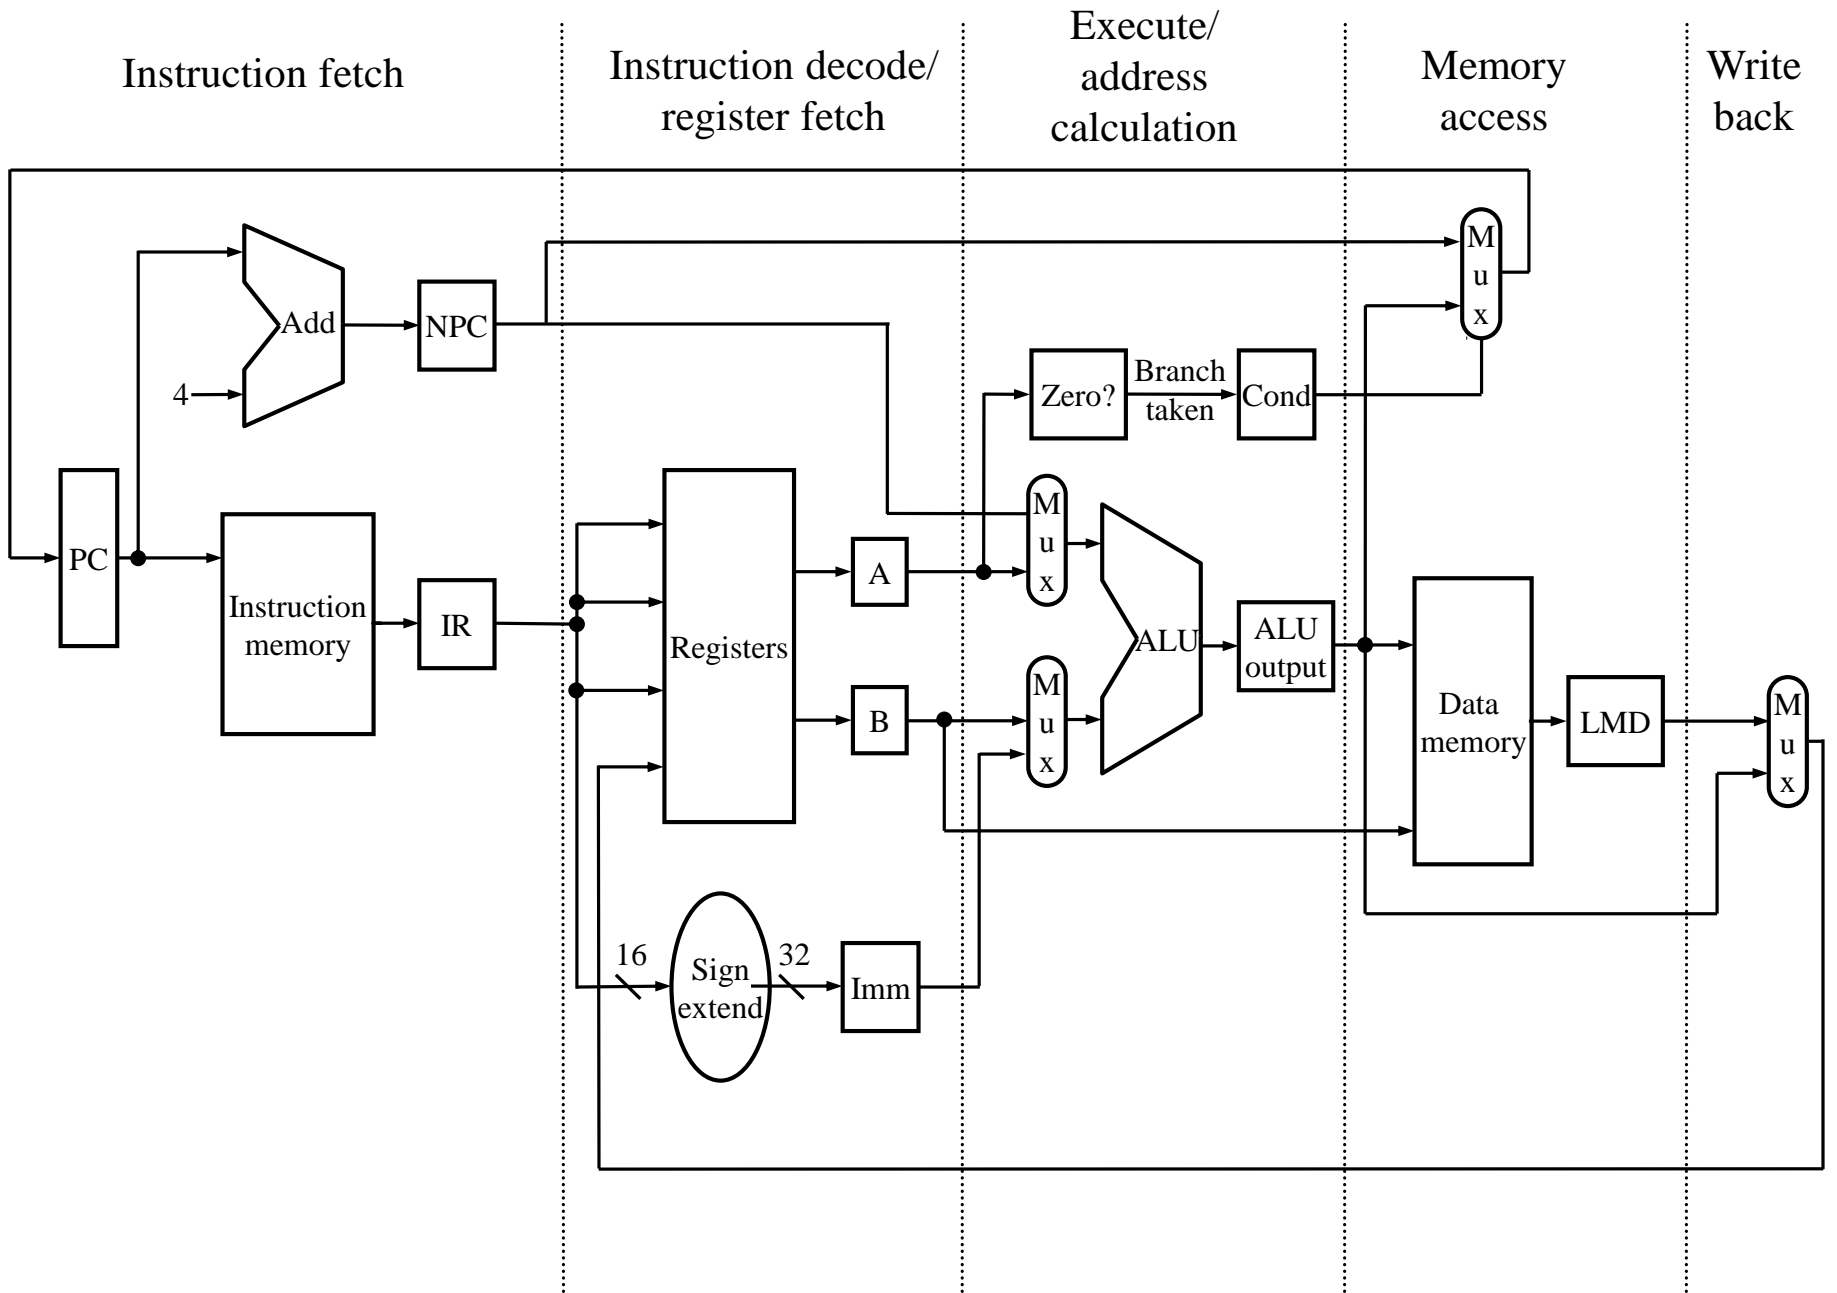 Instruction fetch
Instruction decode/
register fetch
Execute/
address
calculation
Memory
access
Write
back
M
u
x
Add
NPC
4
Zero?
Branch
taken
Cond
PC
Instruction
memory
IR
Registers
A
B
M
u
x
M
u
x
ALU
ALU
output
Data
memory
LMD
M
u
x
16
Sign
extend
32
Imm